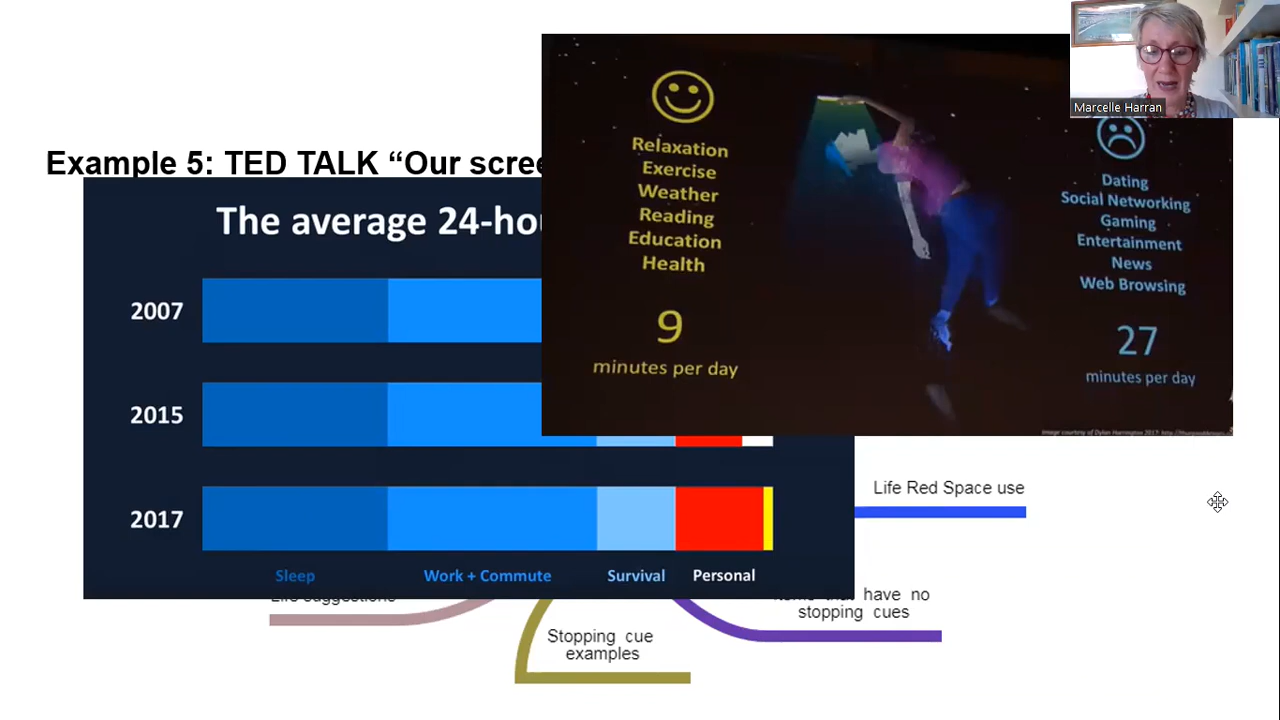 Marcelle Harran
Example 5: TED TALK “Our scree
The average 24-ho
2007
2015
2017
Sleep
Work + Commute
Survival
Personal
Relaxation
Exercise
Weather
Reading
Education
Health
9
minutes per day
Dating
Social Networking
Gaming
Entertainment
News
Web Browsing
27
minutes per day
Life Red Space use
that have no
stopping cues
Stopping cue
examples